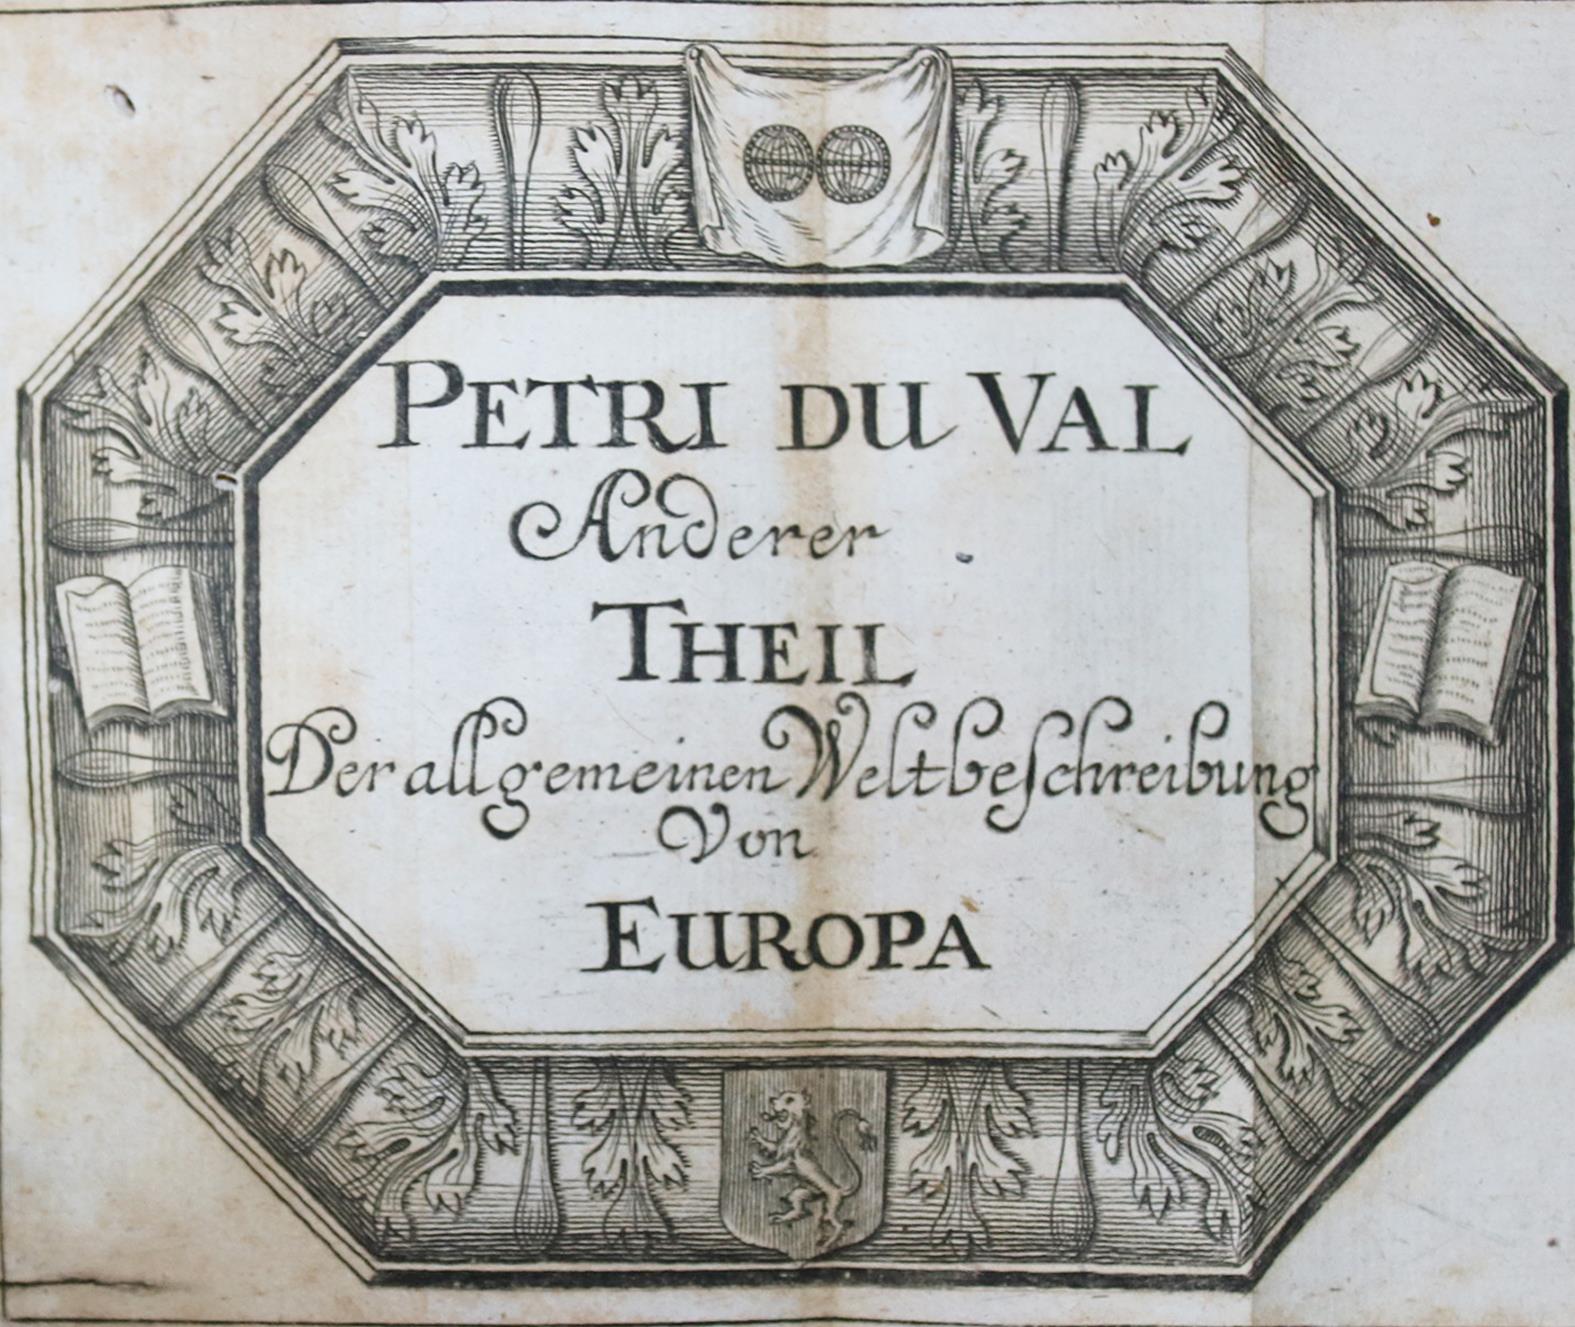 PETRI DU VAL
Anderer
THEIL
Der allgemeinen Weltbeſchreibung
Von
EUROPA